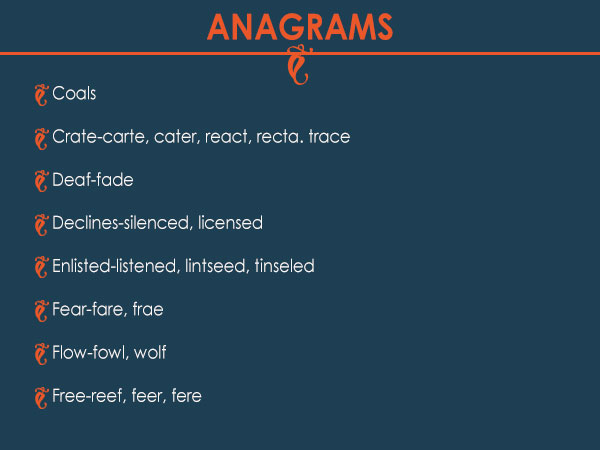 ANAGRAMS
Coals
Crate-carte, cater, react, recta. trace
Deaf-fade
Declines-silenced, licensed
Enlisted-listened, lintseed, tinseled
Fear-fare, frae
Flow-fowl, wolf
Free-reef, feer, fere